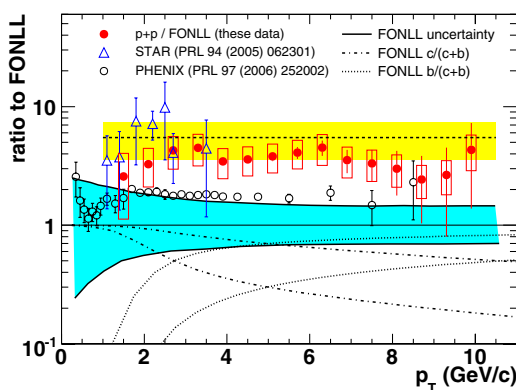 p+p / FONLL (these data)
STAR (PRL 94 (2005) 062301)
PHENIX (PRL 97 (2006) 252002)
FONLL uncertainty
FONLL c/(c+b)
FONLL b/(c+b)
ratio to FONLL
10²
10
1
10⁻¹
0 2 4 6 8 10
p_T (GeV/c)